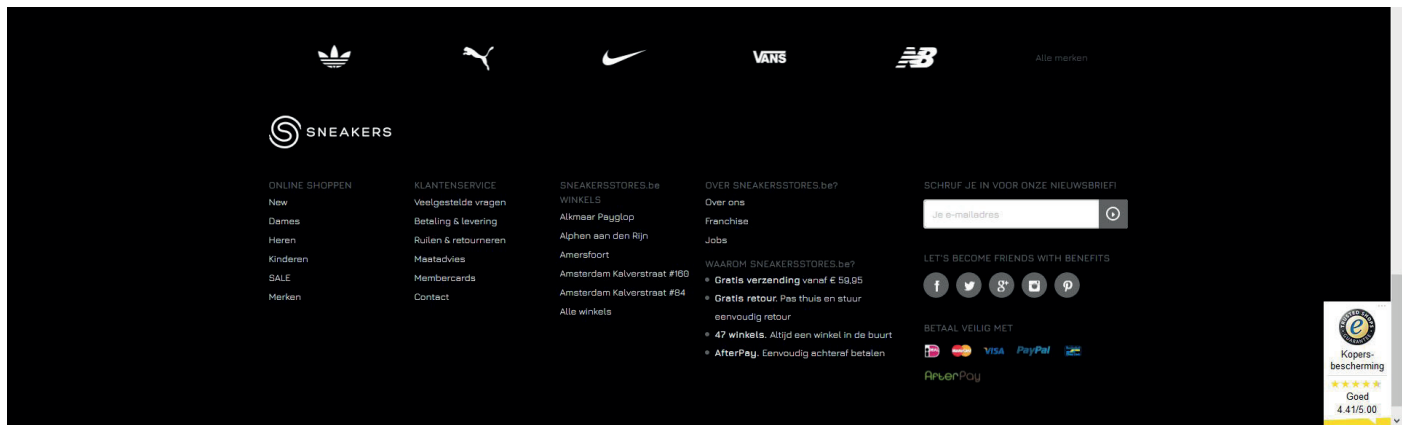 VANS
NB
Alle merken
SNEAKERS
ONLINE SHOPPEN
New
Dames
Heren
Kinderen
SALE
Merken
KLANTENSERVICE
Veelgestelde vragen
Betaling & levering
Ruilen & retourneren
Maatadvies
Membercards
Contact
SNEAKERSSTORES.be
WINKELS
Alkmaar Payglop
Alphen aan den Rijn
Amersfoort
Amsterdam Kalverstraat #160
Amsterdam Kalverstraat #84
Alle winkels
OVER SNEAKERSSTORES.be?
Over ons
Franchise
Jobs
WAAROM SNEAKERSSTORES.be?
Gratis verzending vanaf € 59,95
Gratis retour. Pas thuis en stuur
eenvoudig retour
47 winkels. Altijd een winkel in de buurt
AfterPay. Eenvoudig achteraf betalen
SCHRIJF JE IN VOOR ONZE NIEUWSBRIEF!
Je e-mailadres
LET'S BECOME FRIENDS WITH BENEFITS
BETAAL VEILIG MET
VISA PayPal
AfterPay
TRUSTED SHOPS
GUARANTEE
Kopers-
bescherming
Goed
4.41/5.00